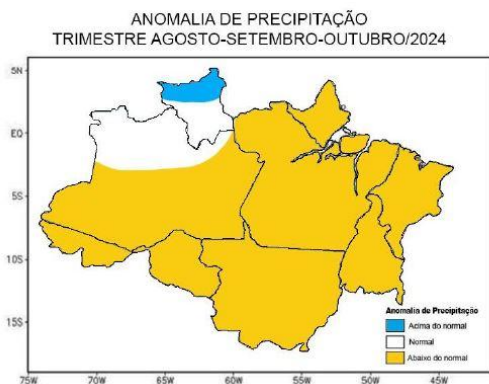 ANOMALIA DE PRECIPITAÇÃO
TRIMESTRE AGOSTO-SETEMBRO-OUTUBRO/2024
5N
EQ
5S
10S
15S
75W 70W 65W 60W 55W 50W 45W
Anomalia de Precipitação
Acima do normal
Normal
Abaixo do normal